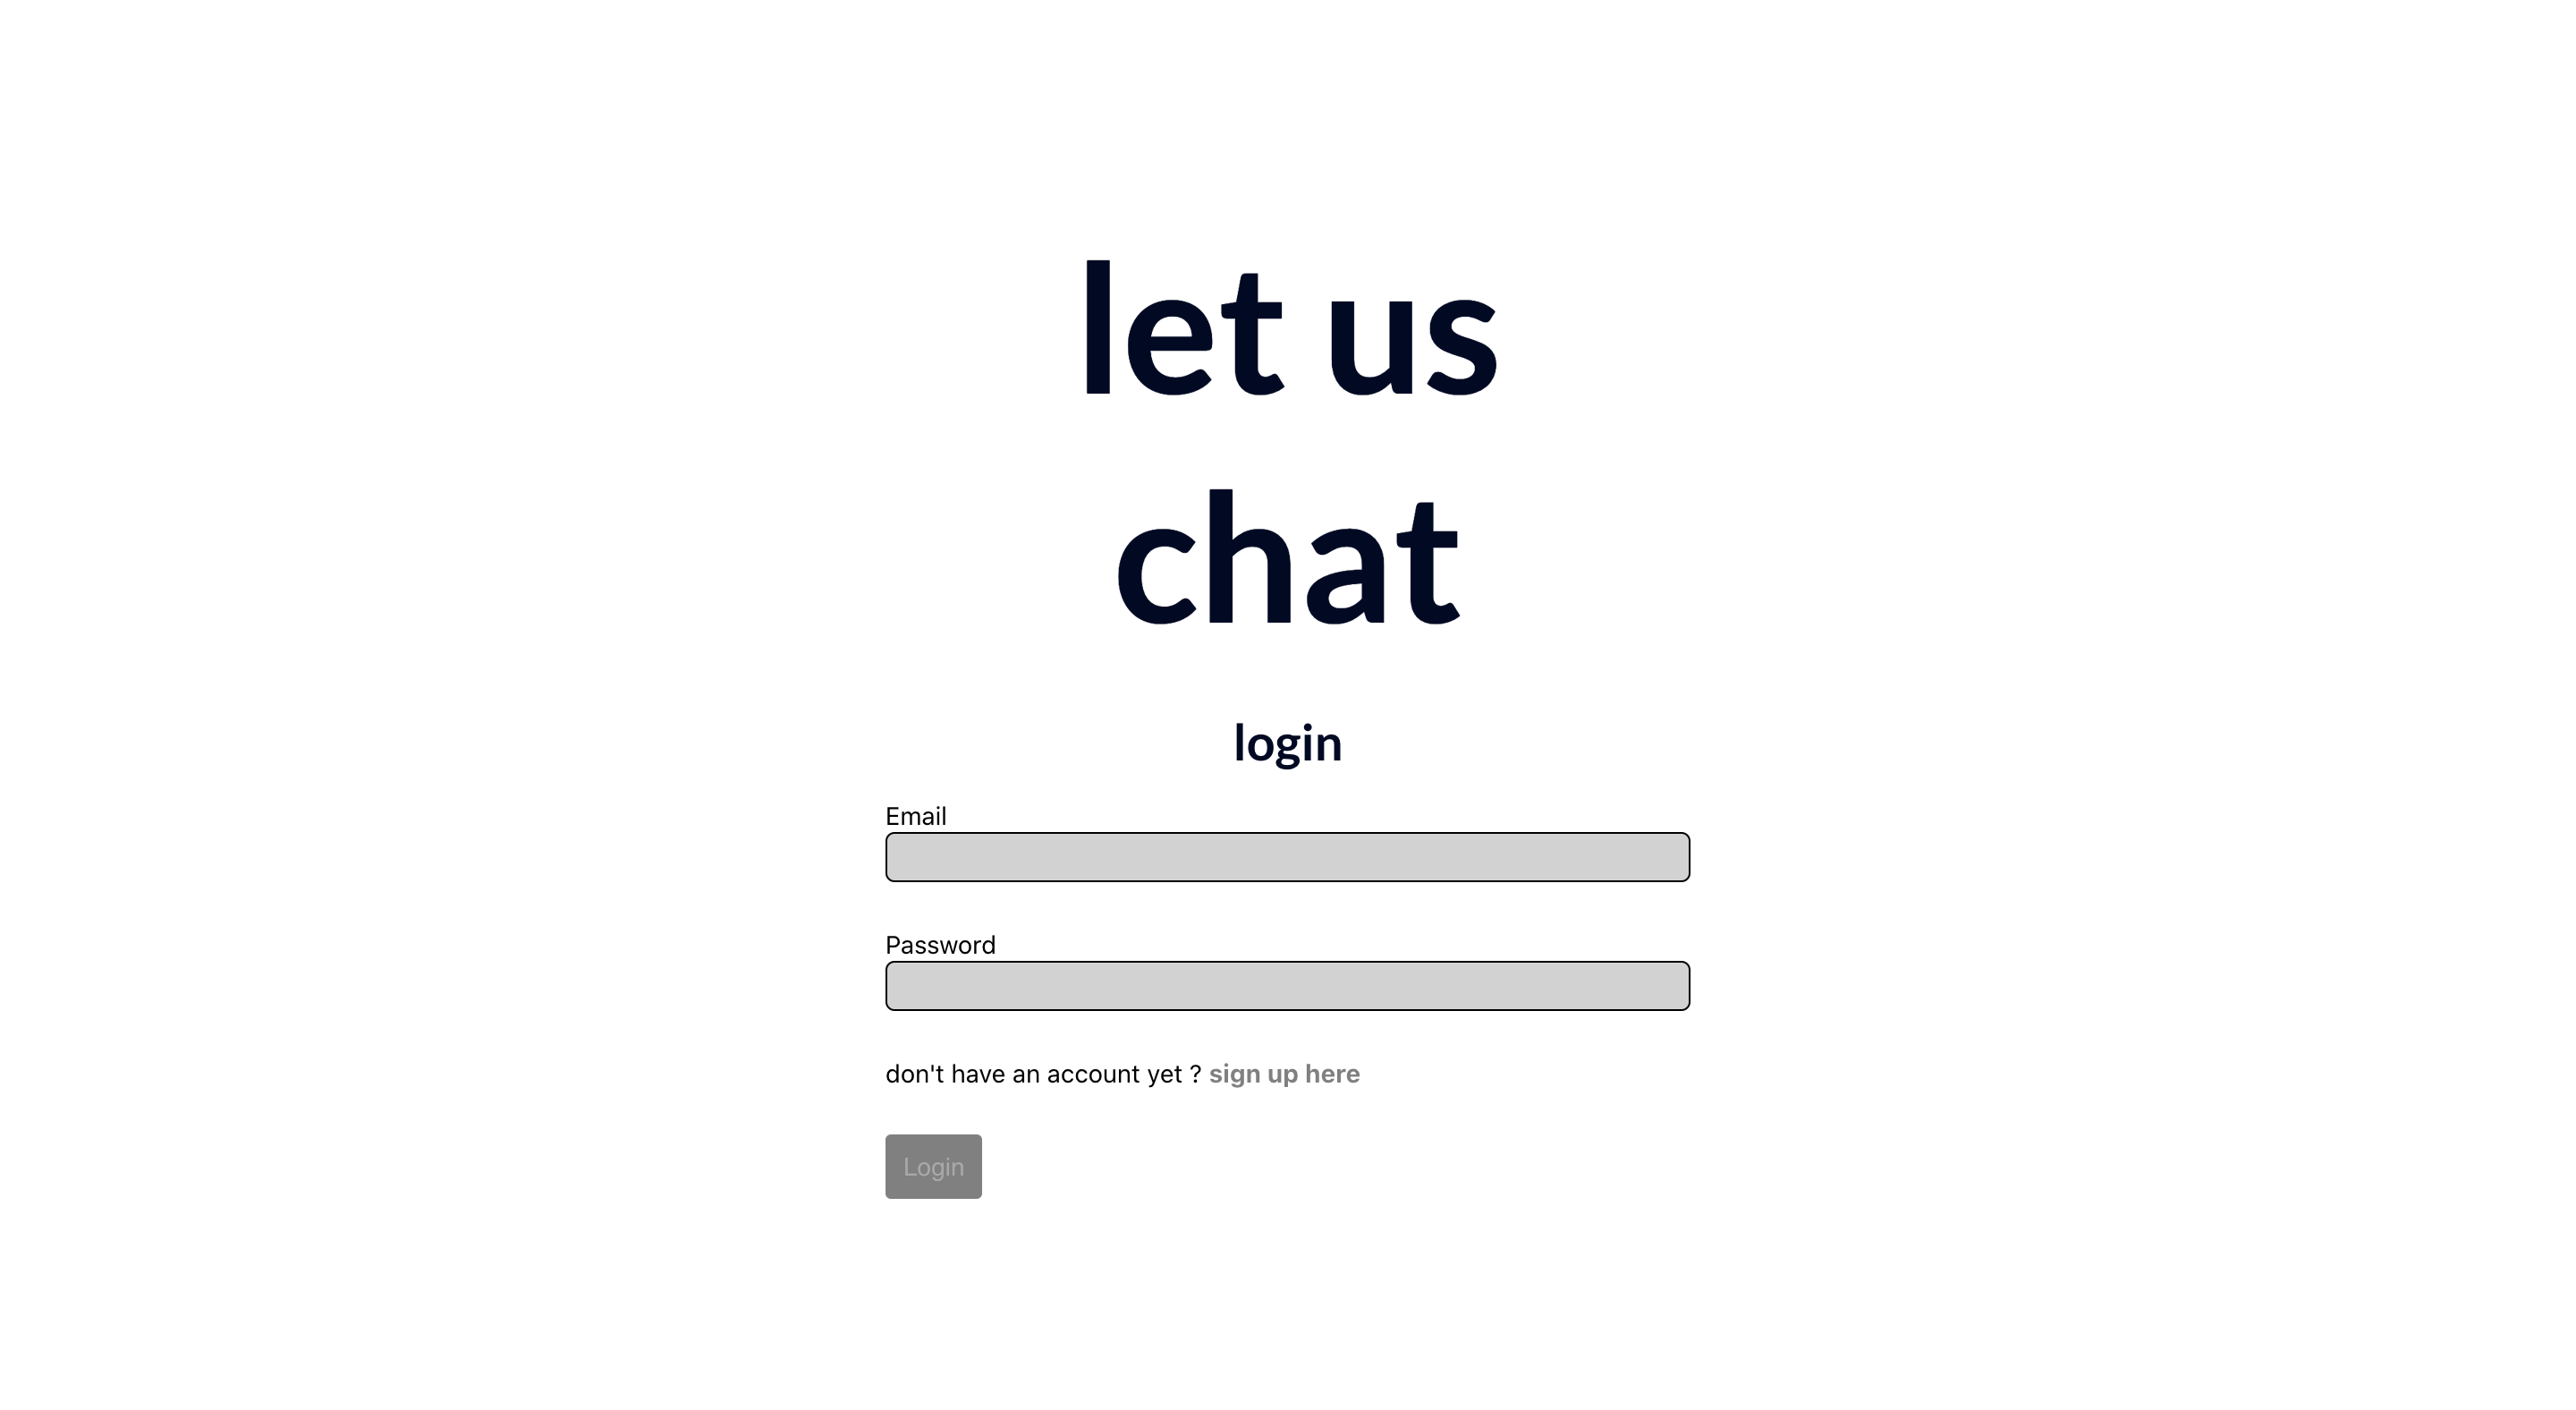 let us
chat
login
Email
Password
don't have an account yet ? sign up here
Login